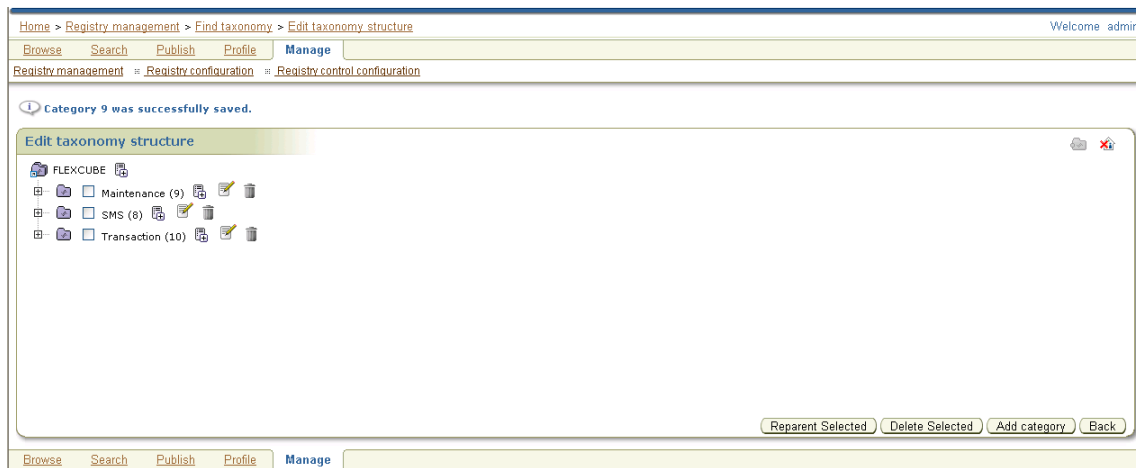 Home > Registry management > Find taxonomy > Edit taxonomy structure Welcome admin
Browse Search Publish Profile Manage
Registry management Registry configuration Registry control configuration
Category 9 was successfully saved.
Edit taxonomy structure
FLEXCUBE
Maintenance (9)
SMS (8)
Transaction (10)
Reparent Selected Delete Selected Add category Back
Browse Search Publish Profile Manage